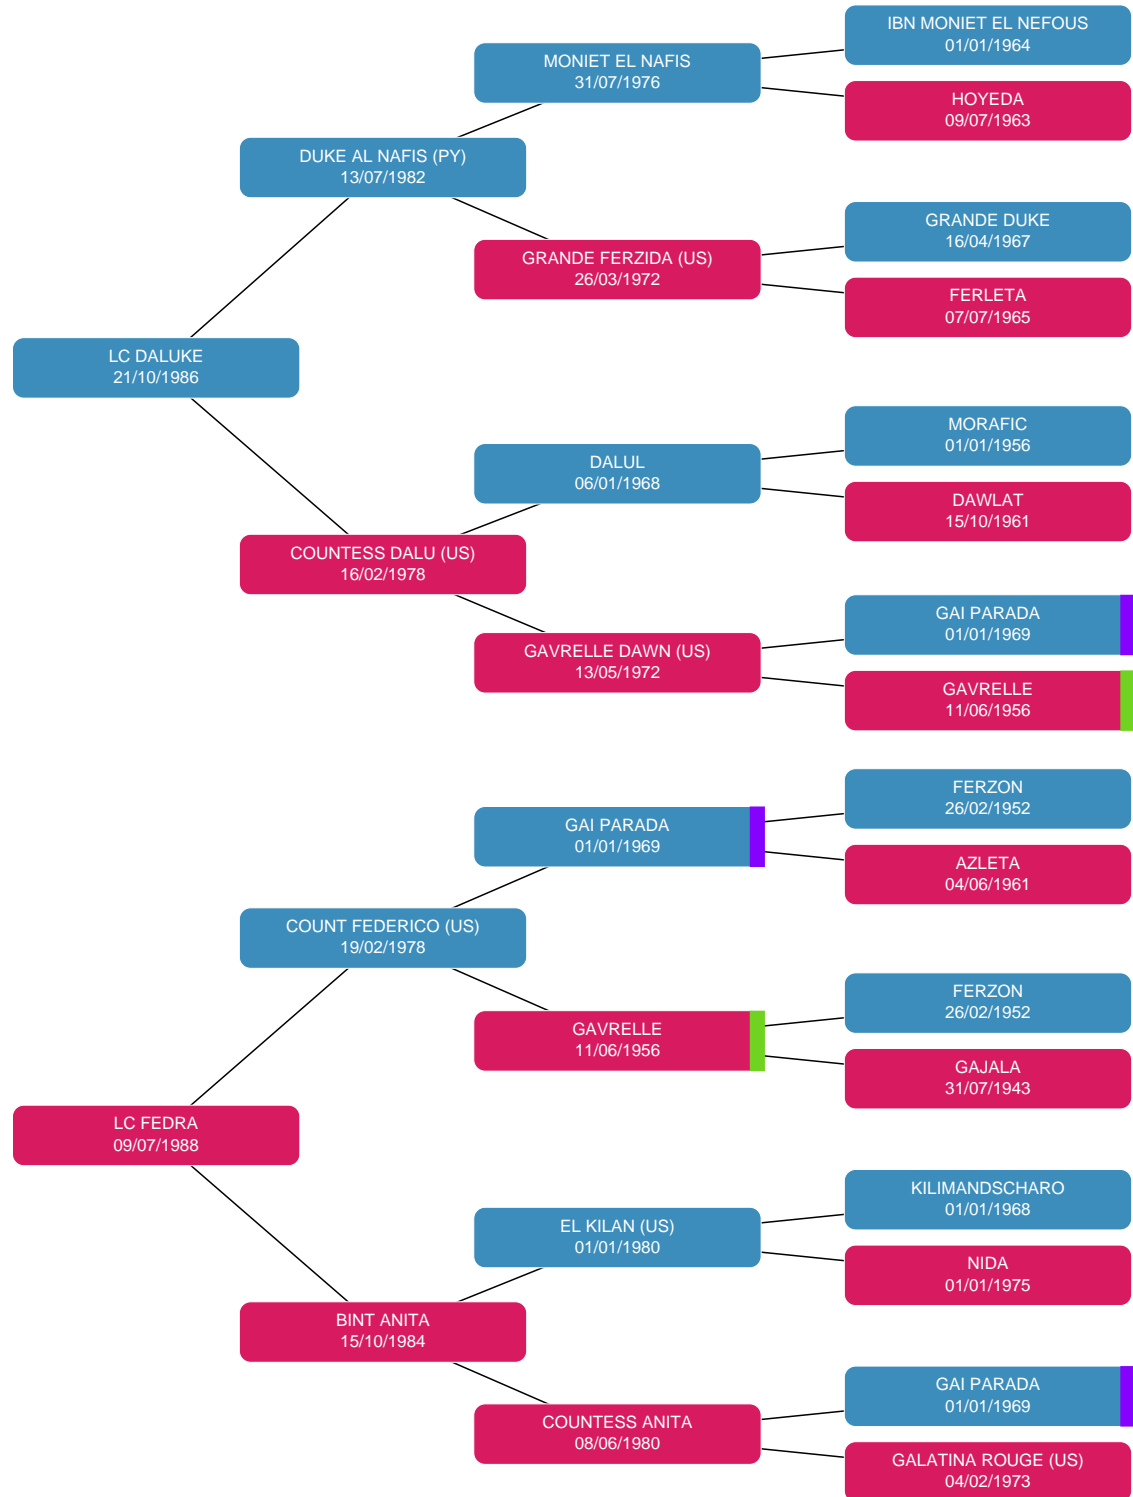 IBN MONIET EL NEFOUS
01/01/1964
MONIET EL NAFIS
31/07/1976
HOYEDA
09/07/1963
DUKE AL NAFIS (PY)
13/07/1982
GRANDE DUKE
16/04/1967
GRANDE FERZIDA (US)
26/03/1972
FERLETA
07/07/1965
LC DALUKE
21/10/1986
MORAFIC
01/01/1956
DALUL
06/01/1968
DAWLAT
15/10/1961
COUNTESS DALU (US)
16/02/1978
GAI PARADA
01/01/1969
GAVRELLE DAWN (US)
13/05/1972
GAVRELLE
11/06/1956
FERZON
26/02/1952
GAI PARADA
01/01/1969
AZLETA
04/06/1961
COUNT FEDERICO (US)
19/02/1978
FERZON
26/02/1952
GAVRELLE
11/06/1956
GAJALA
31/07/1943
LC FEDRA
09/07/1988
KILIMANDSCHARO
01/01/1968
EL KILAN (US)
01/01/1980
NIDA
01/01/1975
BINT ANITA
15/10/1984
GAI PARADA
01/01/1969
COUNTESS ANITA
08/06/1980
GALATINA ROUGE (US)
04/02/1973